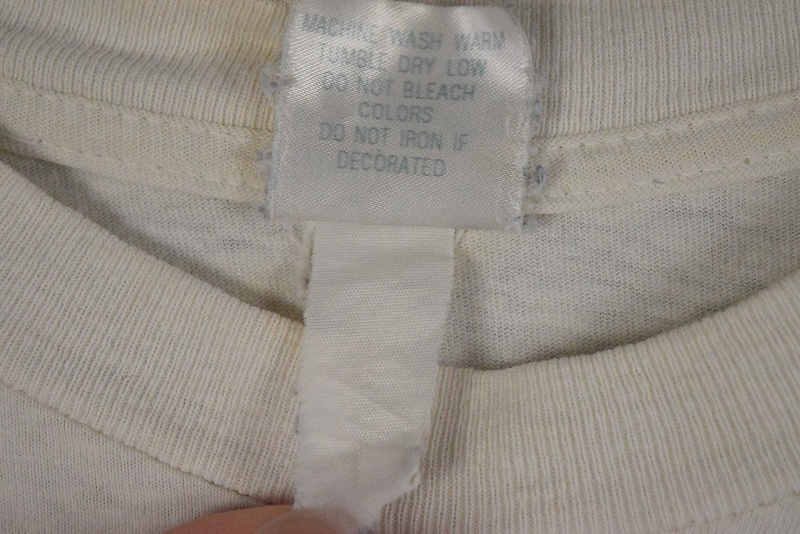 MACHINE WASH WARM
TUMBLE DRY LOW
DO NOT BLEACH
COLORS
DO NOT IRON IF
DECORATED